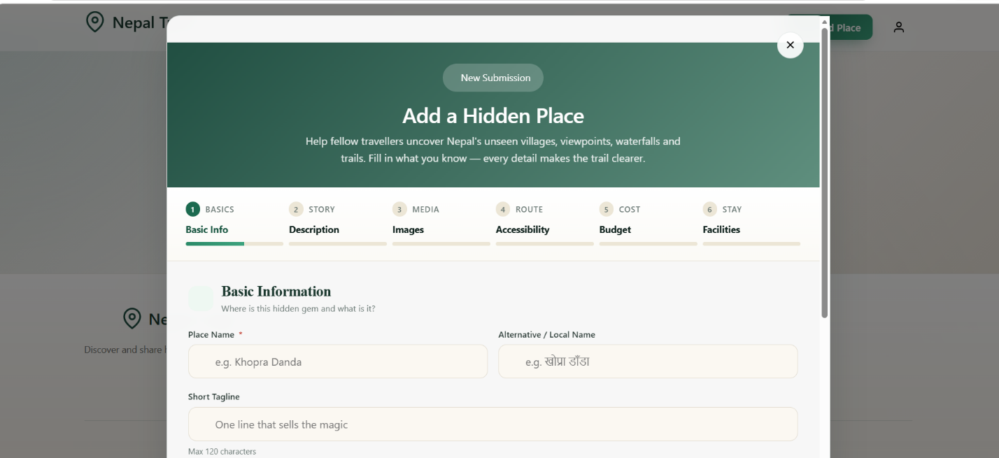 Nepal T
d Place
New Submission
Add a Hidden Place
Help fellow travellers uncover Nepal's unseen villages, viewpoints, waterfalls and
trails. Fill in what you know — every detail makes the trail clearer.
1 BASICS
Basic Info
2 STORY
Description
3 MEDIA
Images
4 ROUTE
Accessibility
5 COST
Budget
6 STAY
Facilities
Basic Information
Where is this hidden gem and what is it?
Place Name *
e.g. Khopra Danda
Alternative / Local Name
e.g. खोप्रा डाँडा
Short Tagline
One line that sells the magic
Max 120 characters
Ne
Discover and share h